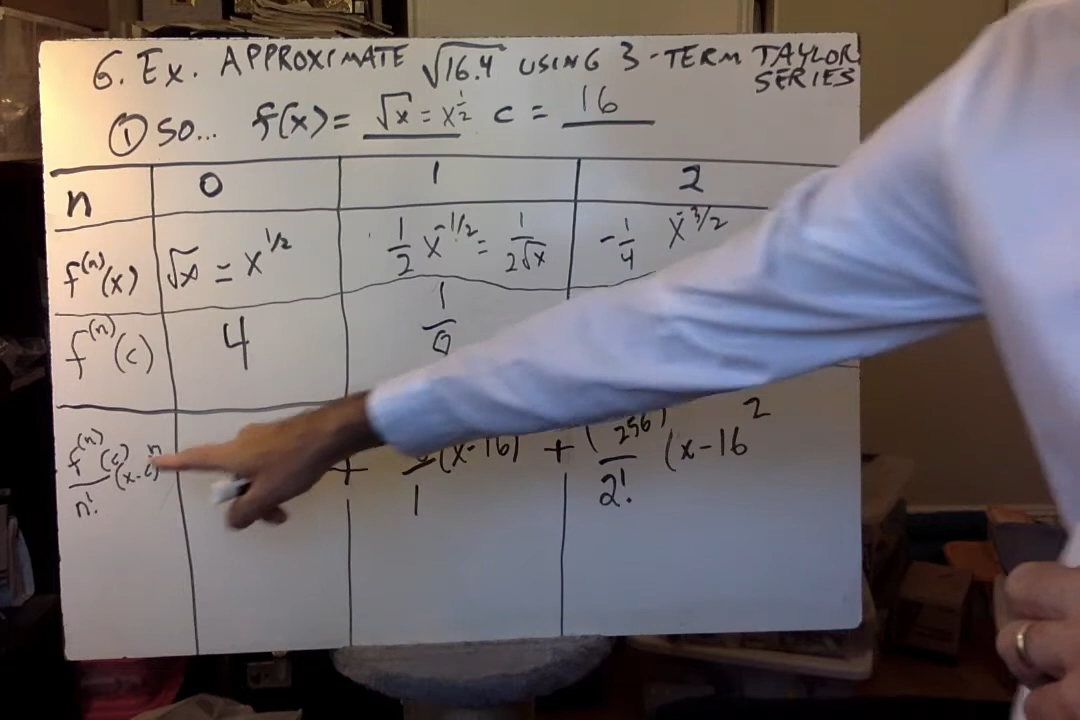 6. Ex. APPROXIMATE √16.4 USING 3-TERM TAYLOR SERIES
① SO... f(x) = √x = x^½ c = 16
n 0 1 2
f^(n)(x) √x = x^1/2 1/2 x^-1/2 = 1/(2√x) -1/4 x^-3/2
f^(n)(c) 4 1/8
f^(n)(c)/n! (x-c)^n + /1 (x-16) + ( 256)/2! (x-16 ^2